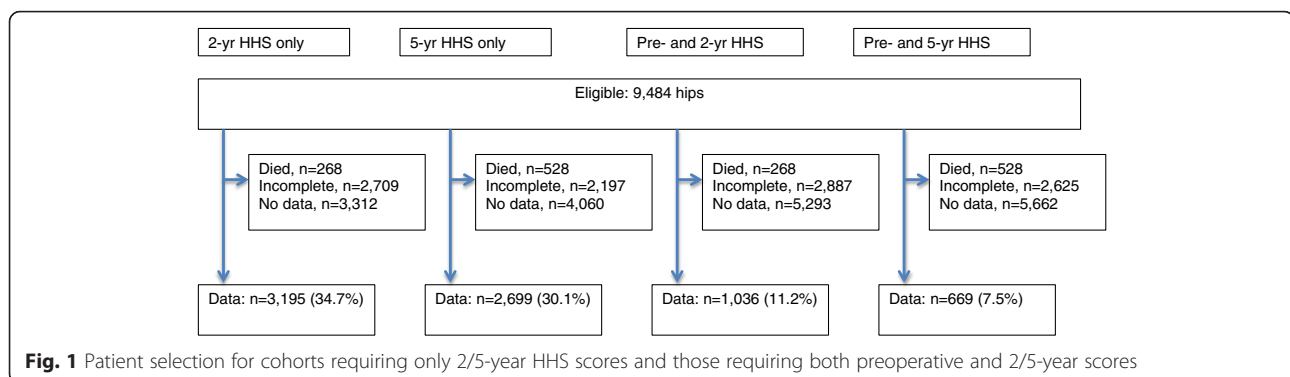 2-yr HHS only
5-yr HHS only
Pre- and 2-yr HHS
Pre- and 5-yr HHS
Eligible: 9,484 hips
Died, n=268
Incomplete, n=2,709
No data, n=3,312
Died, n=528
Incomplete, n=2,197
No data, n=4,060
Died, n=268
Incomplete, n=2,887
No data, n=5,293
Died, n=528
Incomplete, n=2,625
No data, n=5,662
Data: n=3,195 (34.7%)
Data: n=2,699 (30.1%)
Data: n=1,036 (11.2%)
Data: n=669 (7.5%)
Fig. 1 Patient selection for cohorts requiring only 2/5-year HHS scores and those requiring both preoperative and 2/5-year scores